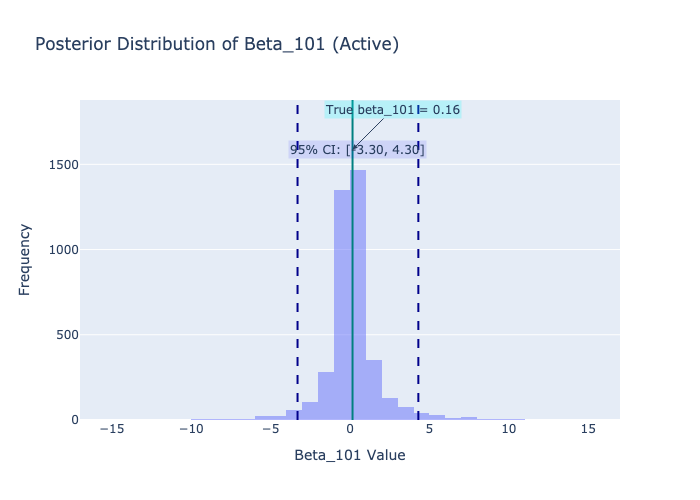 Posterior Distribution of Beta_101 (Active)
True beta_101 = 0.16
95% CI: [-3.30, 4.30]
1500
1000
500
0
Frequency
−15 −10 −5 0 5 10 15
Beta_101 Value